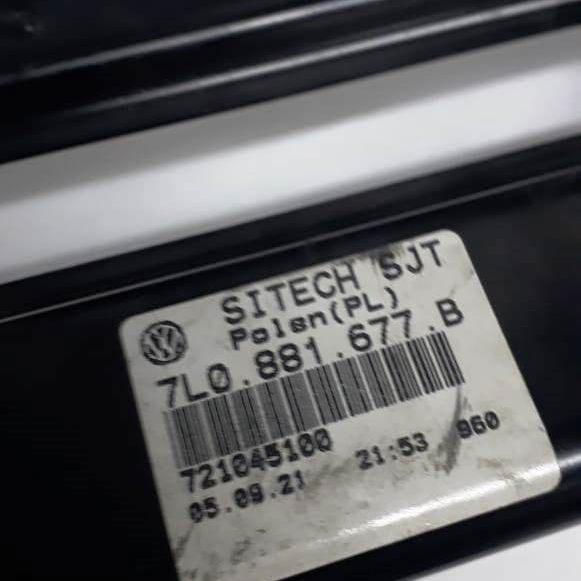 SITECH SJT
Polen(PL)
7L0.881.677.B
721045100 21:53 960
05.09.21